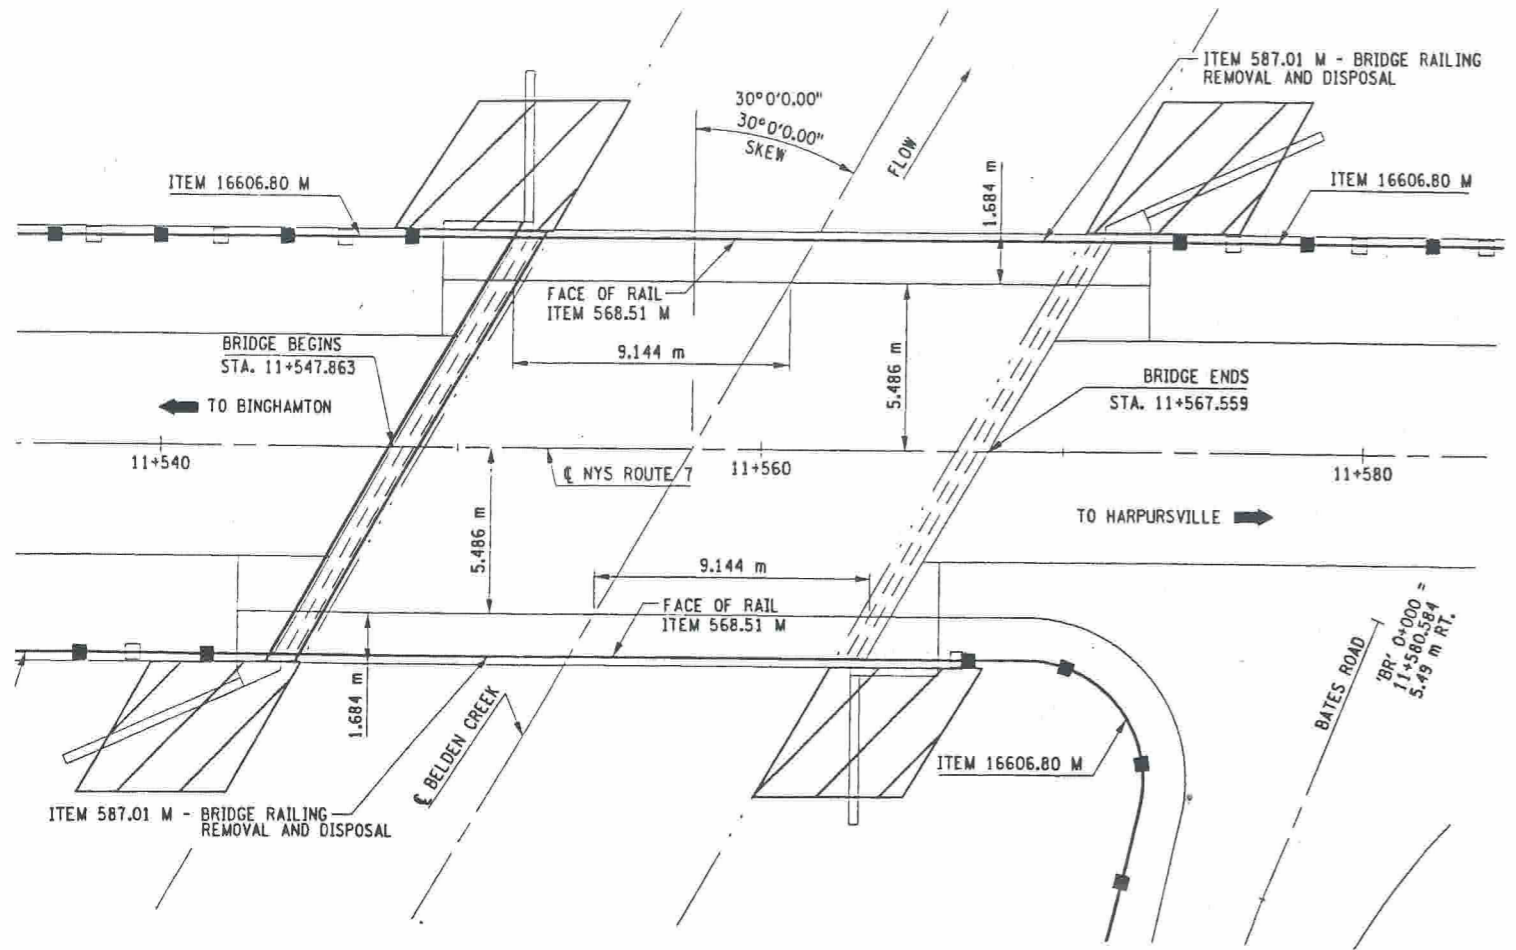 ITEM 587.01 M - BRIDGE RAILING
REMOVAL AND DISPOSAL
30°0'0.00"
30°0'0.00"
SKEW
FLOW
1.684 m
ITEM 16606.80 M
ITEM 16606.80 M
FACE OF RAIL
ITEM 568.51 M
BRIDGE BEGINS
STA. 11+547.863
9.144 m
5.486 m
BRIDGE ENDS
STA. 11+567.559
TO BINGHAMTON
11+540
℄ NYS ROUTE 7
11+560
11+580
TO HARPURSVILLE
5.486 m
9.144 m
FACE OF RAIL
ITEM 568.51 M
1.684 m
℄ BELDEN CREEK
BATES ROAD
'BR' 0+000 =
11+580.584
5.49 m RT.
ITEM 16606.80 M
ITEM 587.01 M - BRIDGE RAILING
REMOVAL AND DISPOSAL